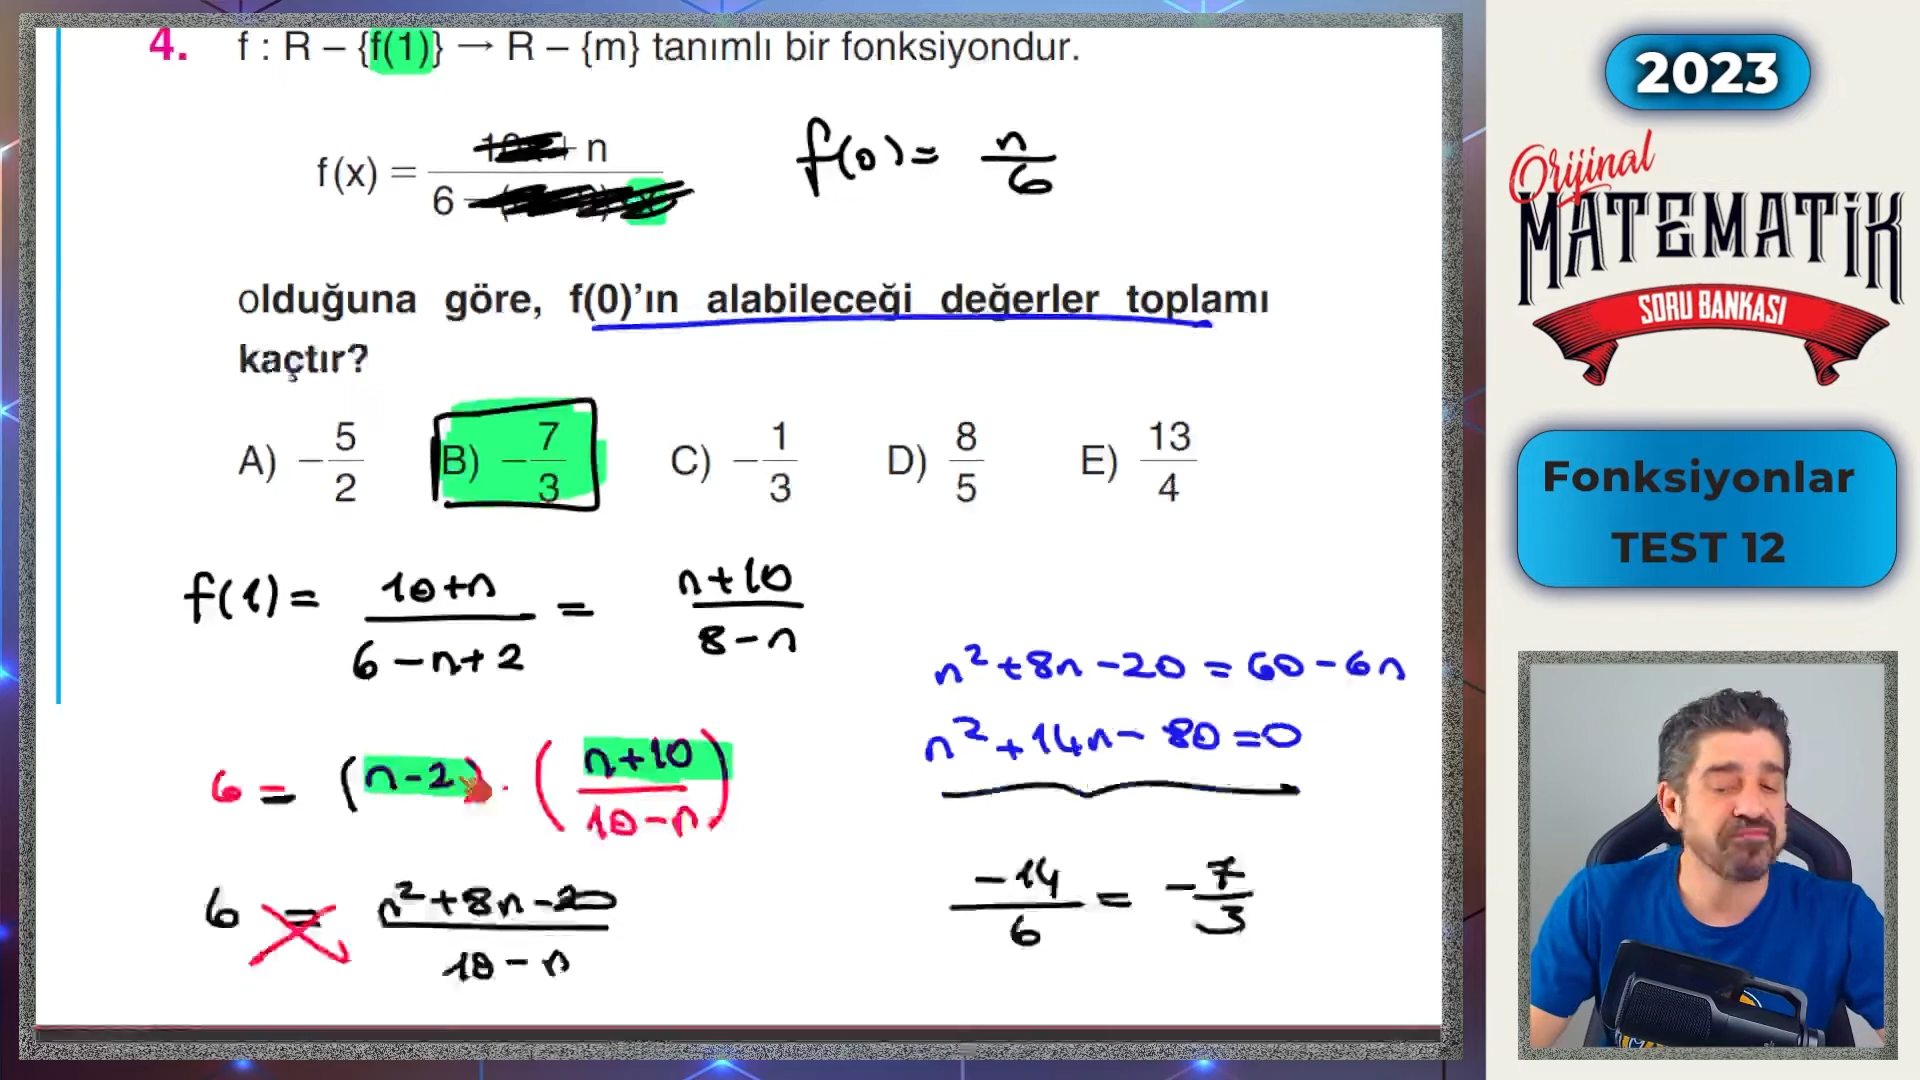 4. f : R – {f(1)} → R – {m} tanımlı bir fonksiyondur.
f(x) = n / 6
f(0) = n/6
olduğuna göre, f(0)'ın alabileceği değerler toplamı
kaçtır?
A) –5/2 B) –7/3 C) –1/3 D) 8/5 E) 13/4
f(1) = 10+n / 6–n+2 = n+10 / 8–n
6 = (n–2) · (n+10 / 10–n)
6 = n²+8n–20 / 10–n
n²+8n–20 = 60–6n
n²+14n–80=0
–14/6 = –7/3
2023
Orijinal
MATEMATİK
SORU BANKASI
Fonksiyonlar
TEST 12